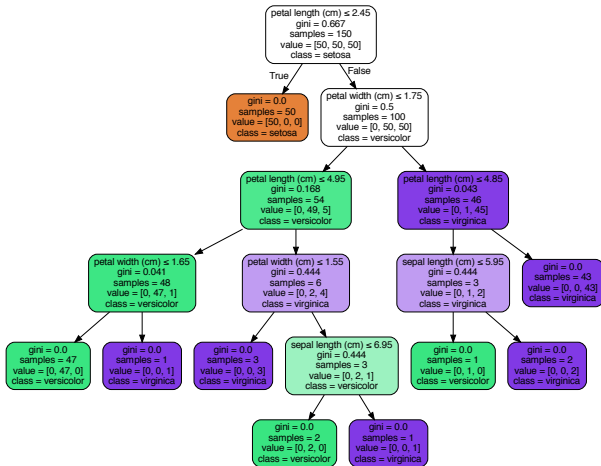 petal length (cm) ≤ 2.45
gini = 0.667
samples = 150
value = [50, 50, 50]
class = setosa
True
False
gini = 0.0
samples = 50
value = [50, 0, 0]
class = setosa
petal width (cm) ≤ 1.75
gini = 0.5
samples = 100
value = [0, 50, 50]
class = versicolor
petal length (cm) ≤ 4.95
gini = 0.168
samples = 54
value = [0, 49, 5]
class = versicolor
petal length (cm) ≤ 4.85
gini = 0.043
samples = 46
value = [0, 1, 45]
class = virginica
petal width (cm) ≤ 1.65
gini = 0.041
samples = 48
value = [0, 47, 1]
class = versicolor
petal width (cm) ≤ 1.55
gini = 0.444
samples = 6
value = [0, 2, 4]
class = virginica
sepal length (cm) ≤ 5.95
gini = 0.444
samples = 3
value = [0, 1, 2]
class = virginica
gini = 0.0
samples = 43
value = [0, 0, 43]
class = virginica
gini = 0.0
samples = 47
value = [0, 47, 0]
class = versicolor
gini = 0.0
samples = 1
value = [0, 0, 1]
class = virginica
gini = 0.0
samples = 3
value = [0, 0, 3]
class = virginica
sepal length (cm) ≤ 6.95
gini = 0.444
samples = 3
value = [0, 2, 1]
class = versicolor
gini = 0.0
samples = 1
value = [0, 1, 0]
class = versicolor
gini = 0.0
samples = 2
value = [0, 0, 2]
class = virginica
gini = 0.0
samples = 2
value = [0, 2, 0]
class = versicolor
gini = 0.0
samples = 1
value = [0, 0, 1]
class = virginica